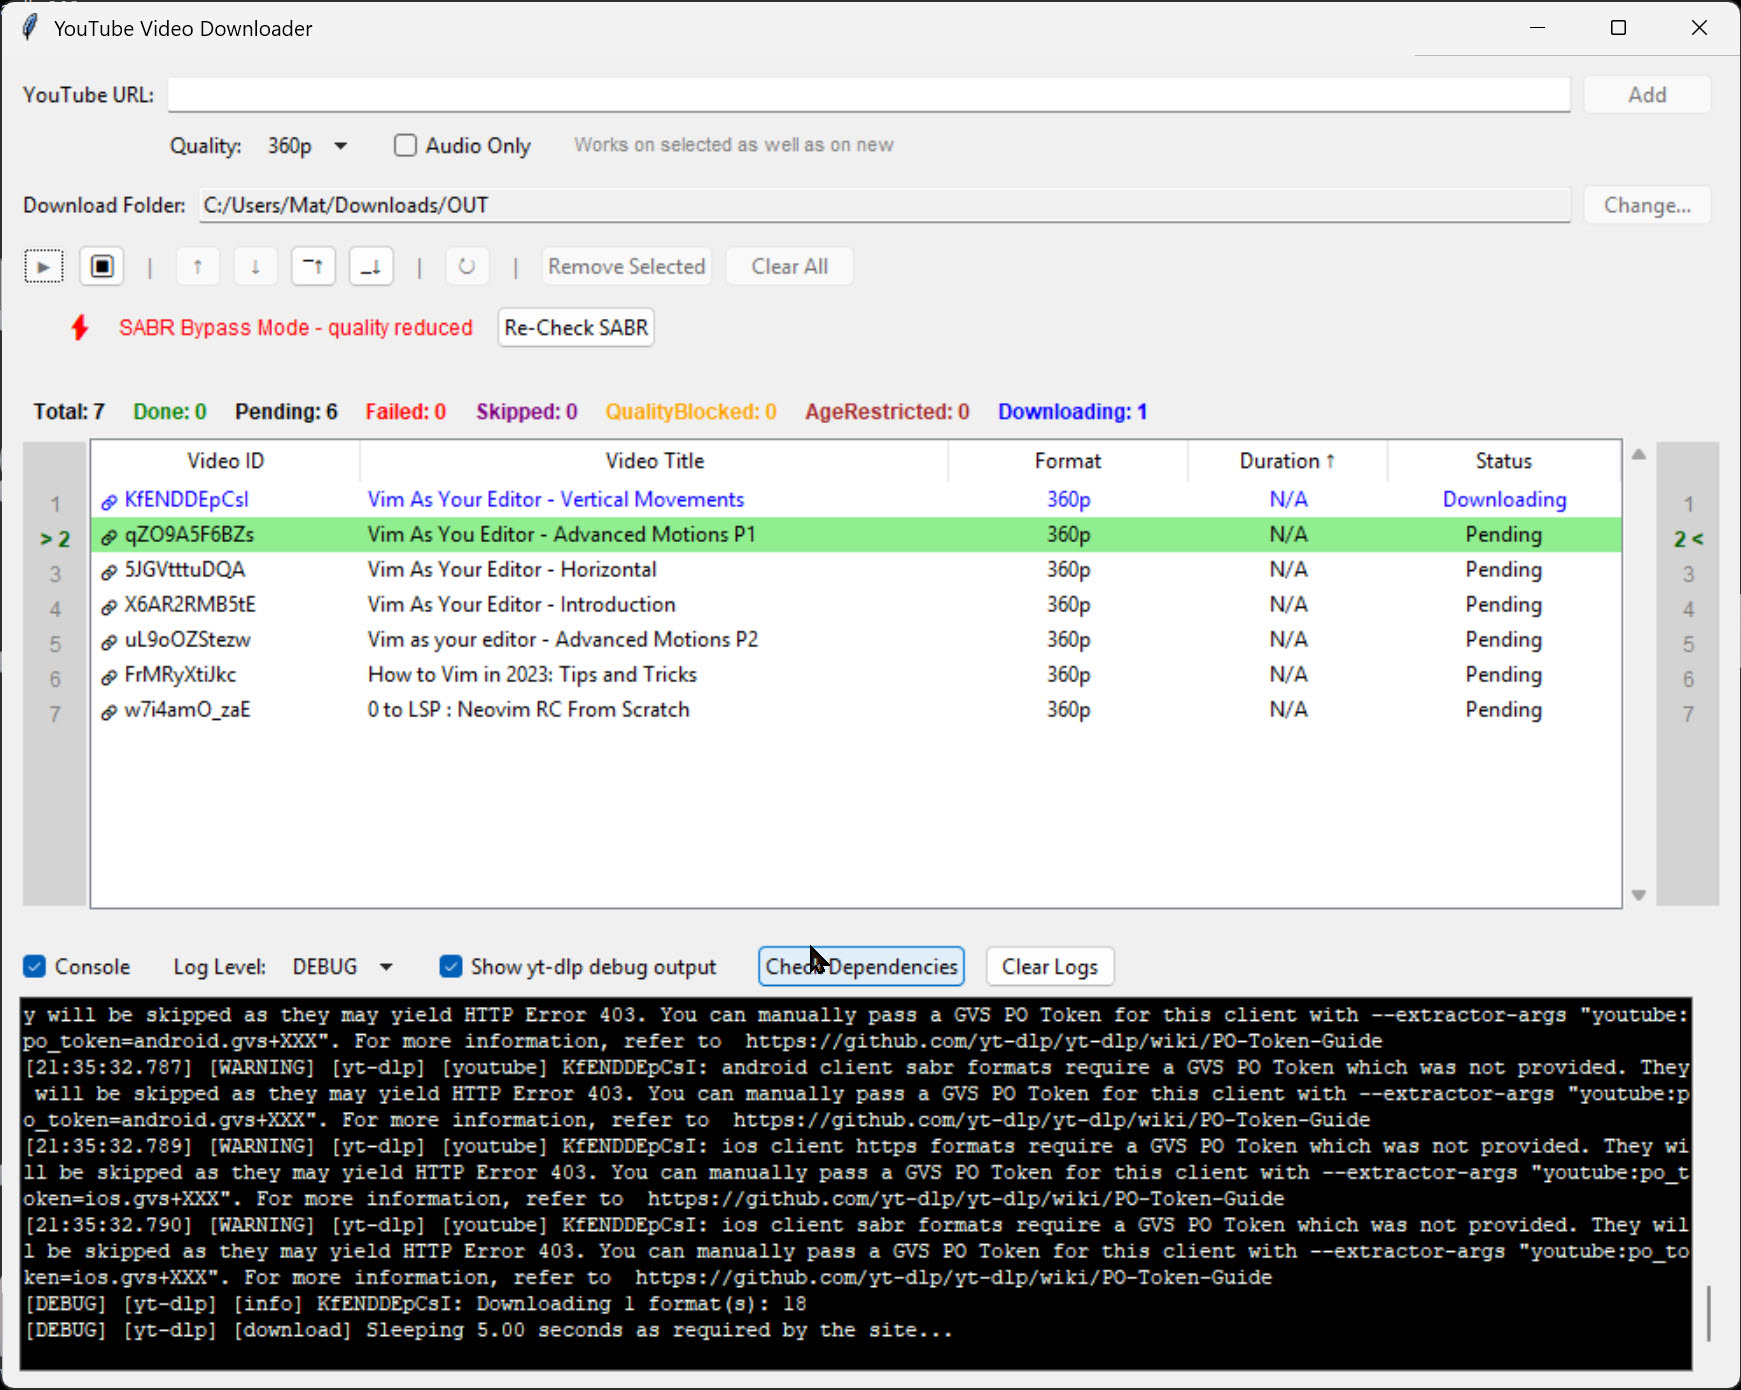 YouTube Video Downloader
YouTube URL: Add
Quality: 360p Audio Only Works on selected as well as on new
Download Folder: C:/Users/Mat/Downloads/OUT Change...
| ↑ ↓ | ↻ | Remove Selected Clear All
SABR Bypass Mode - quality reduced Re-Check SABR
Total: 7 Done: 0 Pending: 6 Failed: 0 Skipped: 0 QualityBlocked: 0 AgeRestricted: 0 Downloading: 1
Video ID Video Title Format Duration ↑ Status
1 KfENDDEpCsI Vim As Your Editor - Vertical Movements 360p N/A Downloading 1
> 2 qZO9A5F6BZs Vim As You Editor - Advanced Motions P1 360p N/A Pending 2 <
3 5JGVtttuDQA Vim As Your Editor - Horizontal 360p N/A Pending 3
4 X6AR2RMB5tE Vim As Your Editor - Introduction 360p N/A Pending 4
5 uL9oOZStezw Vim as your editor - Advanced Motions P2 360p N/A Pending 5
6 FrMRyXtiJkc How to Vim in 2023: Tips and Tricks 360p N/A Pending 6
7 w7i4amO_zaE 0 to LSP : Neovim RC From Scratch 360p N/A Pending 7
Console Log Level: DEBUG Show yt-dlp debug output Check Dependencies Clear Logs
y will be skipped as they may yield HTTP Error 403. You can manually pass a GVS PO Token for this client with --extractor-args "youtube:
po_token=android.gvs+XXX". For more information, refer to  https://github.com/yt-dlp/yt-dlp/wiki/PO-Token-Guide
[21:35:32.787] [WARNING] [yt-dlp] [youtube] KfENDDEpCsI: android client sabr formats require a GVS PO Token which was not provided. They
will be skipped as they may yield HTTP Error 403. You can manually pass a GVS PO Token for this client with --extractor-args "youtube:p
o_token=android.gvs+XXX". For more information, refer to  https://github.com/yt-dlp/yt-dlp/wiki/PO-Token-Guide
[21:35:32.789] [WARNING] [yt-dlp] [youtube] KfENDDEpCsI: ios client https formats require a GVS PO Token which was not provided. They wi
ll be skipped as they may yield HTTP Error 403. You can manually pass a GVS PO Token for this client with --extractor-args "youtube:po_t
oken=ios.gvs+XXX". For more information, refer to  https://github.com/yt-dlp/yt-dlp/wiki/PO-Token-Guide
[21:35:32.790] [WARNING] [yt-dlp] [youtube] KfENDDEpCsI: ios client sabr formats require a GVS PO Token which was not provided. They wil
l be skipped as they may yield HTTP Error 403. You can manually pass a GVS PO Token for this client with --extractor-args "youtube:po_to
ken=ios.gvs+XXX". For more information, refer to  https://github.com/yt-dlp/yt-dlp/wiki/PO-Token-Guide
[DEBUG] [yt-dlp] [info] KfENDDEpCsI: Downloading 1 format(s): 18
[DEBUG] [yt-dlp] [download] Sleeping 5.00 seconds as required by the site...